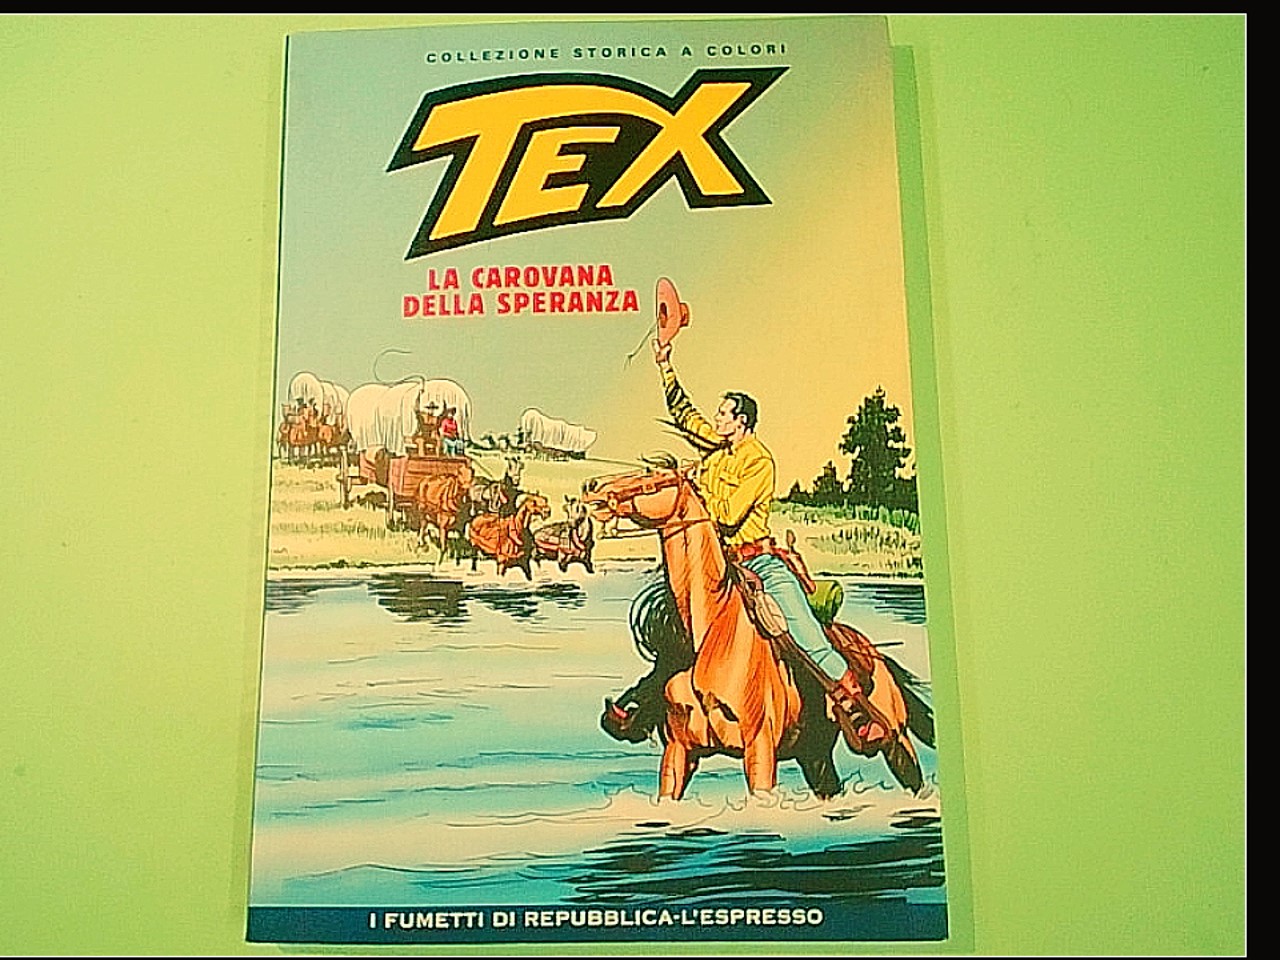 COLLEZIONE STORICA A COLORI
TEX
LA CAROVANA
DELLA SPERANZA
I FUMETTI DI REPUBBLICA-L'ESPRESSO